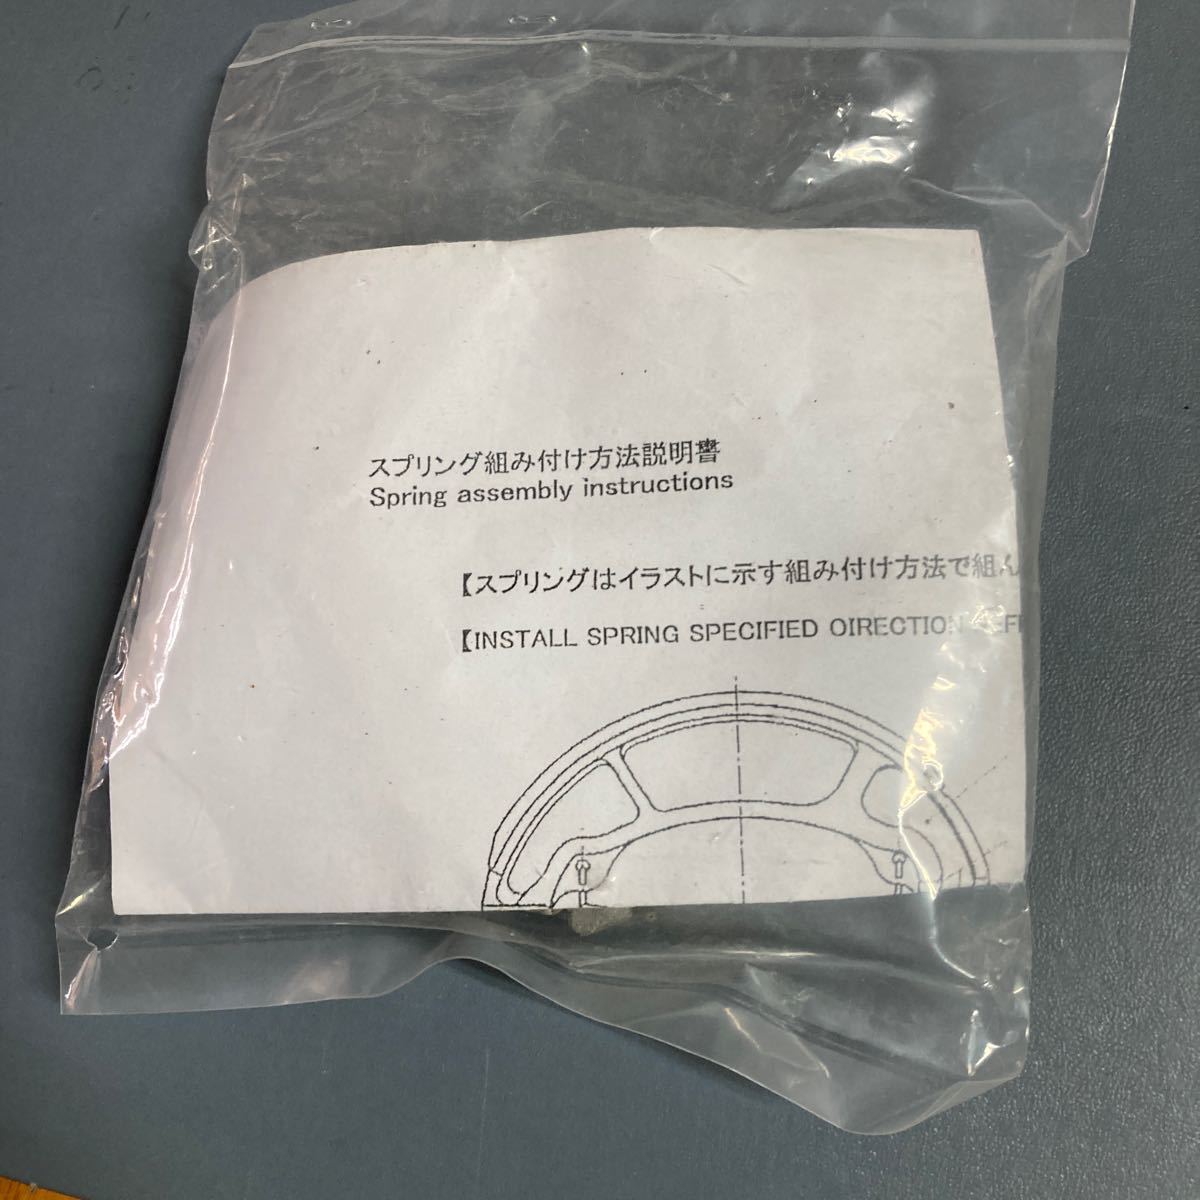 スプリング組み付け方法説明書
Spring assembly instructions
【スプリングはイラストに示す組み付け方法で組ん
【INSTALL SPRING SPECIFIED OIRECTION